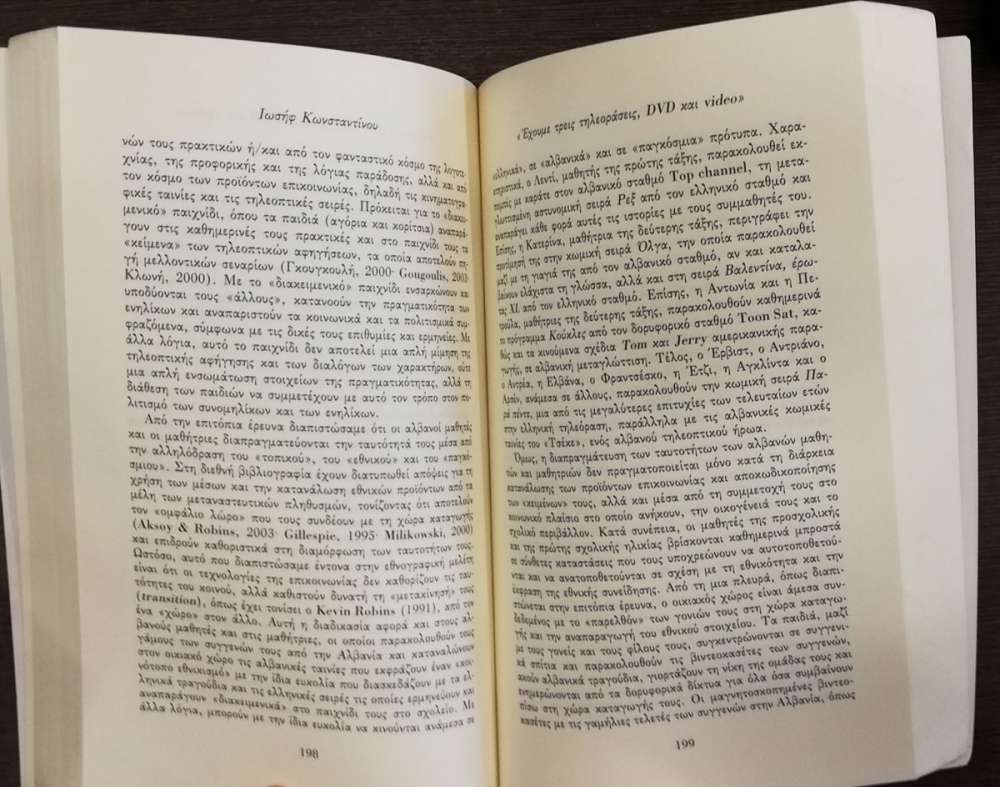 Ιωσήφ Κωνσταντίνου
νών τους πρακτικών ή/και από τον φανταστικό κόσμο της λογοτε-
χνίας, της προφορικής και της λόγιας παράδοσης, αλλά και από
τον κόσμο των προϊόντων επικοινωνίας, δηλαδή τις κινηματογρα-
φικές ταινίες και τις τηλεοπτικές σειρές. Πρόκειται για το «διακει-
μενικό» παιχνίδι, όπου τα παιδιά (αγόρια και κορίτσια) αναπαρά-
γουν στις καθημερινές τους πρακτικές και στο παιχνίδι τους τα
«κείμενα» των τηλεοπτικών αφηγήσεων, τα οποία αποτελούν πη-
γή μελλοντικών σεναρίων (Γκουγκουλή, 2000· Gougoulis, 2003·
Κλωνή, 2000). Με το «διακειμενικό» παιχνίδι ενσαρκώνουν και
υποδύονται τους «άλλους», κατανοούν την πραγματικότητα των
ενηλίκων και αναπαριστούν τα κοινωνικά και τα πολιτισμικά συμ-
φραζόμενα, σύμφωνα με τις δικές τους επιθυμίες και ερμηνείες. Με
άλλα λόγια, αυτό το παιχνίδι δεν αποτελεί μια απλή μίμηση της
τηλεοπτικής αφήγησης και των διαλόγων των χαρακτήρων, ούτε
μια απλή ενσωμάτωση στοιχείων της πραγματικότητας, αλλά τη
διάθεση των παιδιών να συμμετέχουν με αυτό τον τρόπο στον πο-
λιτισμό των συνομηλίκων και των ενηλίκων.
Από την επιτόπια έρευνα διαπιστώσαμε ότι οι αλβανοί μαθητές
και οι μαθήτριες διαπραγματεύονται την ταυτότητά τους μέσα από
την αλληλόδραση του «τοπικού», του «εθνικού» και του «παγκό-
σμιου». Στη διεθνή βιβλιογραφία έχουν διατυπωθεί απόψεις για τη
χρήση των μέσων και την κατανάλωση εθνικών προϊόντων από τα
μέλη των μεταναστευτικών πληθυσμών, τονίζοντας ότι αποτελούν
τον «ομφάλιο λώρο» που τους συνδέουν με τη χώρα καταγωγής
(Aksoy & Robins, 2003· Gillespie, 1995· Milikowski, 2000)
και επιδρούν καθοριστικά στη διαμόρφωση των ταυτοτήτων τους.
Ωστόσο, αυτό που διαπιστώσαμε έντονα στην εθνογραφική μελέτη
είναι ότι οι τεχνολογίες της επικοινωνίας δεν καθορίζουν τις ταυ-
τότητες του κοινού, αλλά καθιστούν δυνατή τη «μετακίνησή» τους
(transition), όπως έχει τονίσει ο Kevin Robins (1991), από τον
ένα «χώρο» στον άλλο. Αυτή η διαδικασία αφορά και στους αλ-
βανούς μαθητές και στις μαθήτριες, οι οποίοι παρακολουθούν τους
γάμους των συγγενών τους από την Αλβανία και καταναλώνουν
στον οικιακό χώρο τις αλβανικές ταινίες που εκφράζουν έναν «κοι-
νότοπο εθνικισμό» με την ίδια ευκολία που διασκεδάζουν με τα ελ-
ληνικά τραγούδια και τις ελληνικές σειρές τις οποίες ερμηνεύουν και
αναπαράγουν «διακειμενικά» στο παιχνίδι τους στο σχολείο. Με
άλλα λόγια, μπορούν με την ίδια ευκολία να κινούνται ανάμεσα σε
198
«Έχουμε τρεις τηλεοράσεις, DVD και video»
«ελληνικά», σε «αλβανικά» και σε «παγκόσμια» πρότυπα. Χαρα-
κτηριστικά, ο Λεντί, μαθητής της πρώτης τάξης, παρακολουθεί εκ-
πομπές με καράτε στον αλβανικό σταθμό Top channel, τη μετα-
γλωττισμένη αστυνομική σειρά Ρεξ από τον ελληνικό σταθμό και
αναπαράγει κάθε φορά αυτές τις ιστορίες με τους συμμαθητές του.
Επίσης, η Κατερίνα, μαθήτρια της δεύτερης τάξης, περιγράφει την
προτίμησή της στην κωμική σειρά Όλγα, την οποία παρακολουθεί
μαζί με τη γιαγιά της από τον αλβανικό σταθμό, αν και καταλα-
βαίνουν ελάχιστα τη γλώσσα, αλλά και στη σειρά Βαλεντίνα, έρω-
τας XL από τον ελληνικό σταθμό. Επίσης, η Αντωνία και η Πε-
τρούλα, μαθήτριες της δεύτερης τάξης, παρακολουθούν καθημερινά
το πρόγραμμα Κούκλες από τον δορυφορικό σταθμό Toon Sat, κα-
θώς και τα κινούμενα σχέδια Tom και Jerry αμερικανικής παρα-
γωγής, σε αλβανική μεταγλώττιση. Τέλος, ο Έρβιστ, ο Αντριάνο,
ο Αντρέα, η Ελβάνα, ο Φραντσέσκο, η Έτζι, η Αγκλίντα και ο
ανάμεσα σε άλλους, παρακολουθούν την κωμική σειρά Πα-
ρά πέντε, μια από τις μεγαλύτερες επιτυχίες των τελευταίων ετών
στην ελληνική τηλεόραση, παράλληλα με τις αλβανικές κωμικές
ταινίες του «Τσέκε», ενός αλβανού τηλεοπτικού ήρωα.
Όμως, η διαπραγμάτευση των ταυτοτήτων των αλβανών μαθη-
τών και μαθητριών δεν πραγματοποιείται μόνο κατά τη διάρκεια
κατανάλωσης των προϊόντων επικοινωνίας και αποκωδικοποίησης
των «κειμένων» τους, αλλά και μέσα από τη συμμετοχή τους στο
κοινωνικό πλαίσιο στο οποίο ανήκουν, την οικογένειά τους και το
σχολικό περιβάλλον. Κατά συνέπεια, οι μαθητές της προσχολικής
και της πρώτης σχολικής ηλικίας βρίσκονται καθημερινά μπροστά
σε σύνθετες καταστάσεις που τους υποχρεώνουν να αυτοτοποθετού-
νται και να ανατοποθετούνται σε σχέση με τη εθνικότητα και την
έκφραση της εθνικής συνείδησης. Από τη μια πλευρά, όπως διαπι-
στώνεται στην επιτόπια έρευνα, ο οικιακός χώρος είναι άμεσα συν-
δεδεμένος με το «παρελθόν» των γονιών τους στη χώρα καταγω-
γής και την αναπαραγωγή του εθνικού στοιχείου. Τα παιδιά, μαζί
με τους γονείς και τους φίλους τους, συγκεντρώνονται σε συγγενι-
κά σπίτια και παρακολουθούν τις βιντεοκασέτες των συγγενών,
ακούν αλβανικά τραγούδια, γιορτάζουν τη νίκη της ομάδας τους και
ενημερώνονται από τα δορυφορικά δίκτυα για όλα όσα συμβαίνουν
πίσω στη χώρα καταγωγής τους. Οι μαγνητοσκοπημένες βιντεο-
κασέτες με τις γαμήλιες τελετές των συγγενών στην Αλβανία, όπως
199